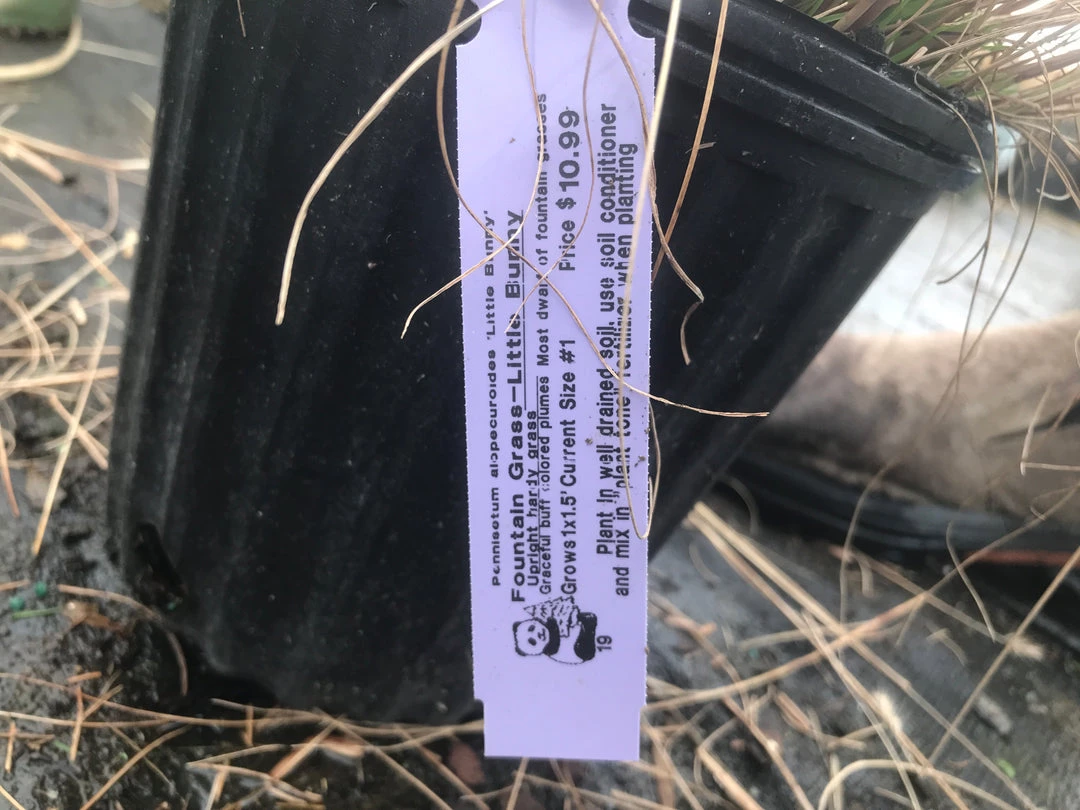 Pennisetum alopecuroides 'Little Bunny'
Fountain Grass-Little Bunny
Upright hardy grass
Graceful buff colored plumes Most dwarf of fountain grasses
Grows 1x1.5' Current Size #1 Price $10.99
Plant in well drained soil, use soil conditioner
and mix in "plant tone" fertilizer when planting
19